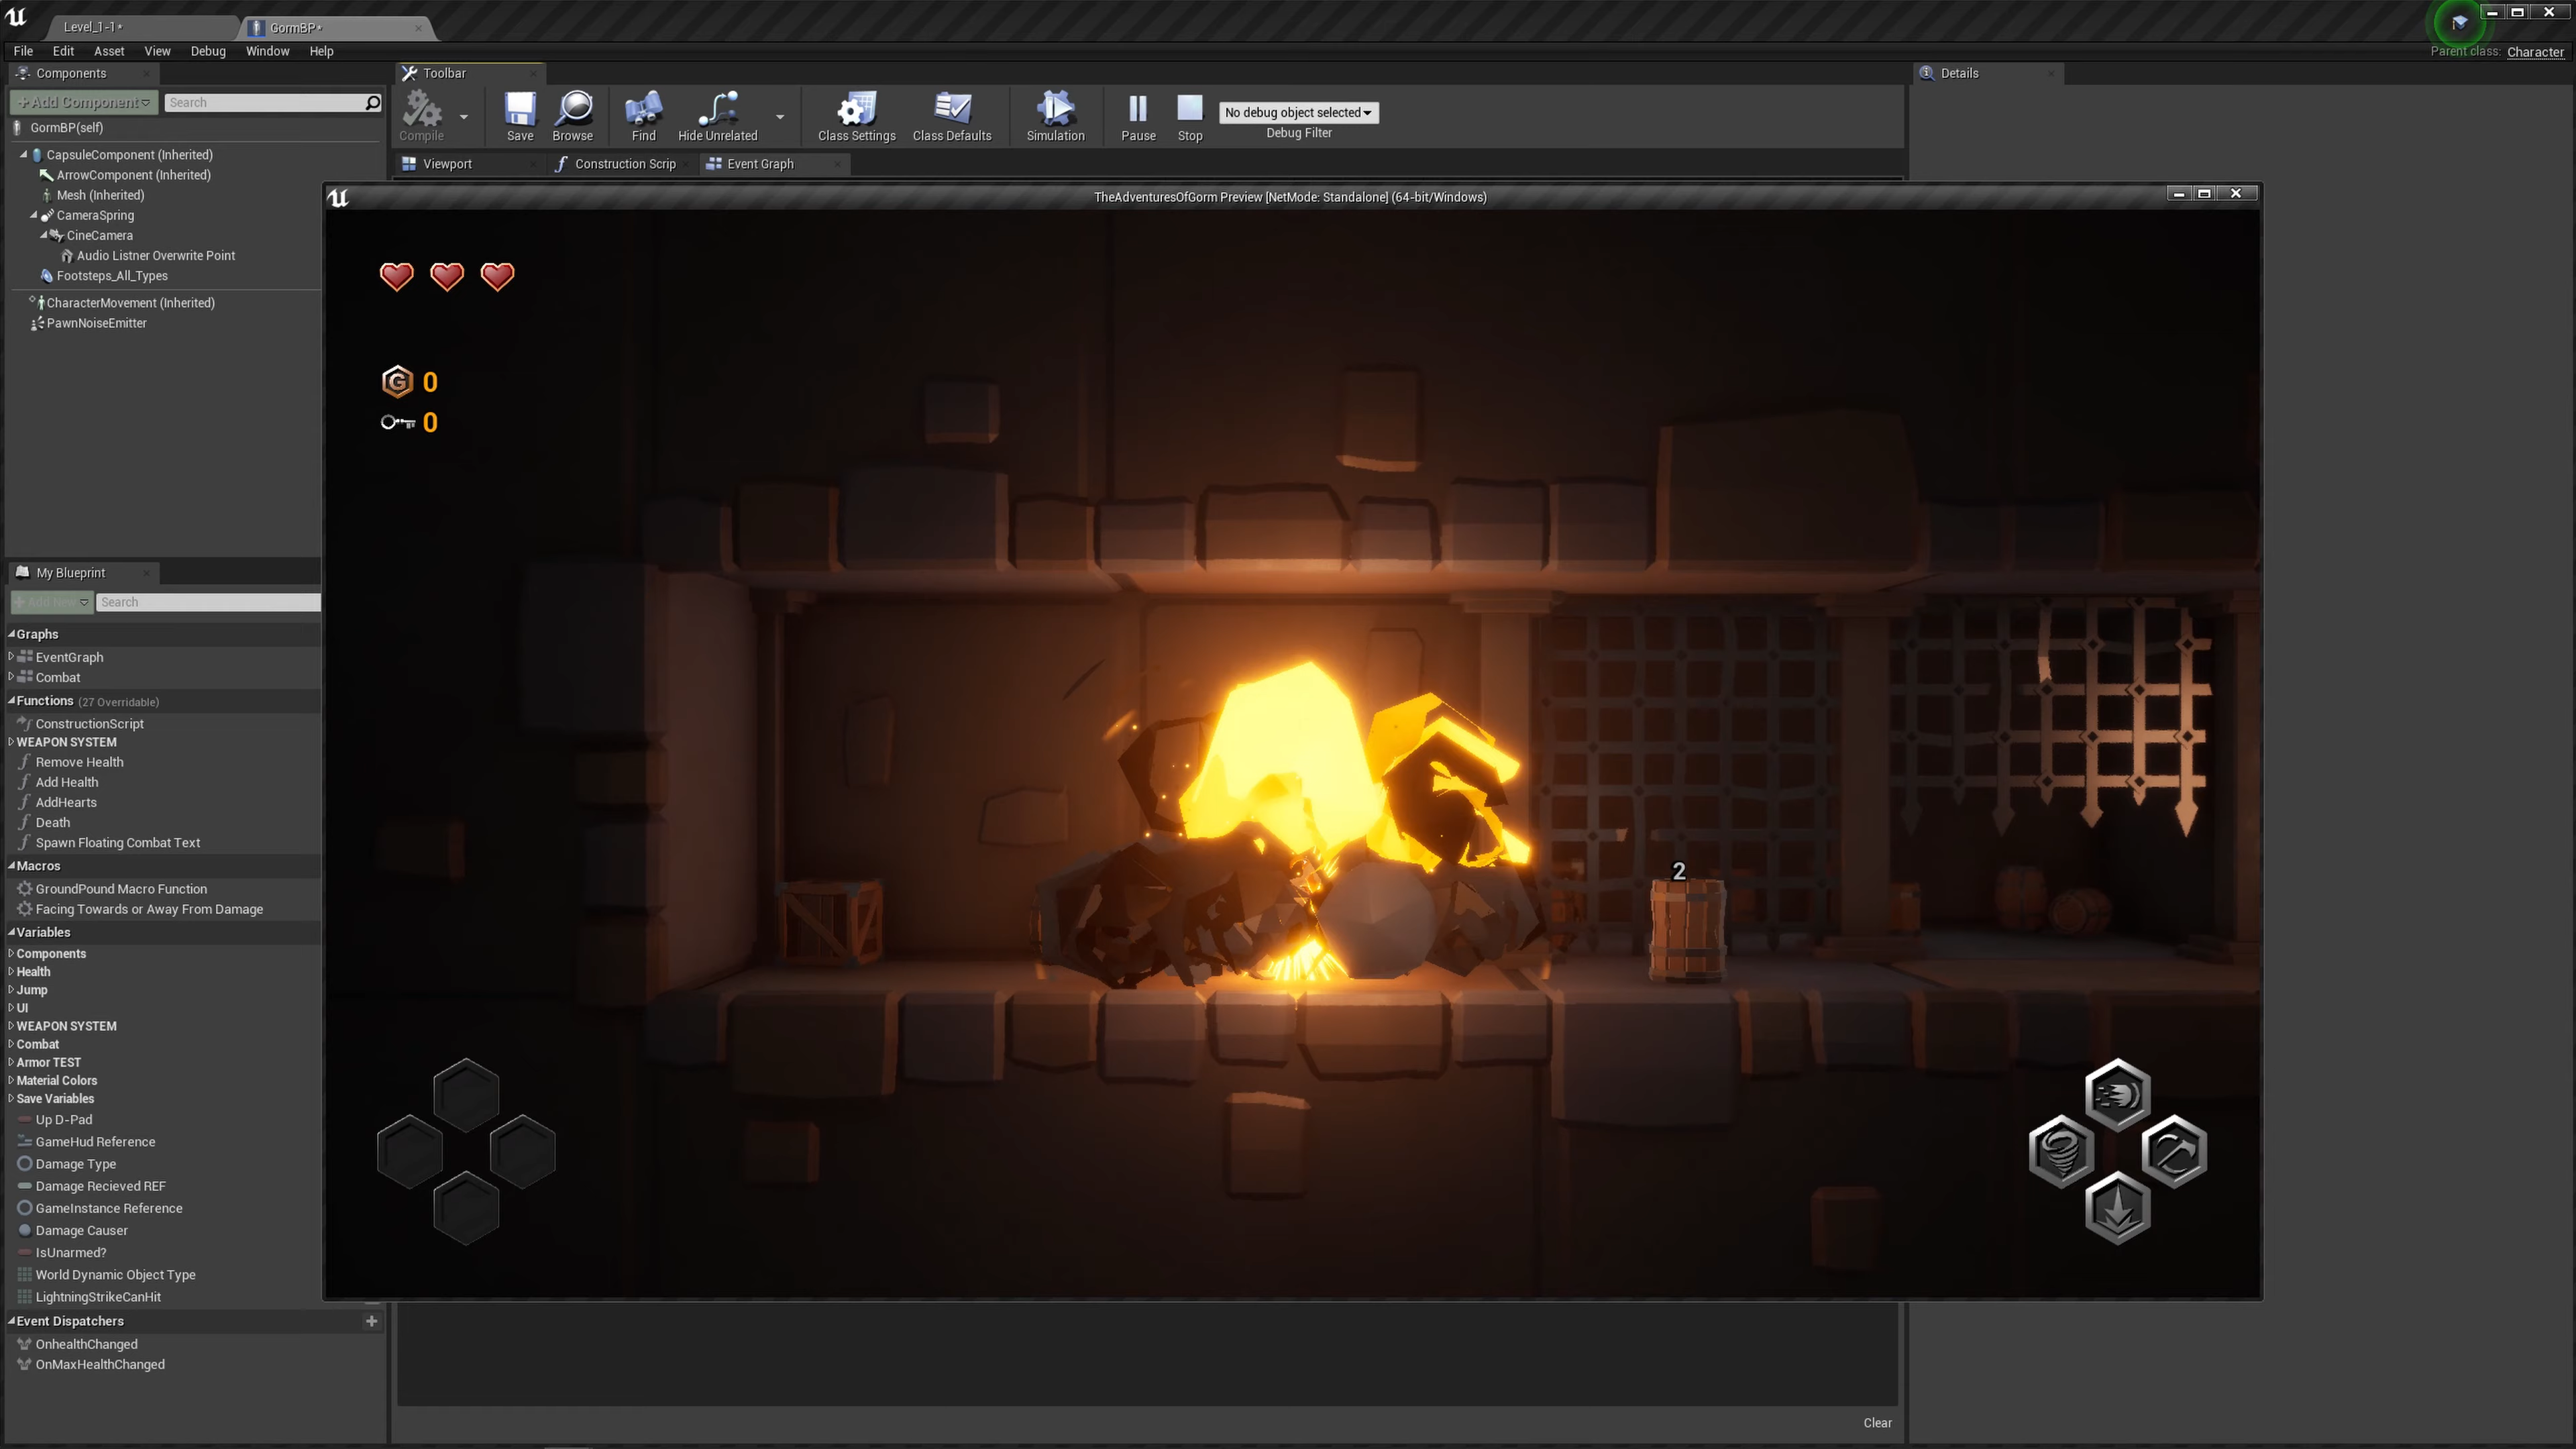 Level_1-1*
GormBP*
File Edit Asset View Debug Window Help
Parent class: Character
Components
Toolbar
Details
+Add Component
Search
GormBP(self)
CapsuleComponent (Inherited)
ArrowComponent (Inherited)
Mesh (Inherited)
CameraSpring
CineCamera
Audio Listner Overwrite Point
Footsteps_All_Types
CharacterMovement (Inherited)
PawnNoiseEmitter
Compile
Save
Browse
Find
Hide Unrelated
Class Settings
Class Defaults
Simulation
Pause
Stop
No debug object selected
Debug Filter
Viewport
Construction Scrip
Event Graph
TheAdventuresOfGorm Preview [NetMode: Standalone] (64-bit/Windows)
G 0
0
2
My Blueprint
+Add New
Search
Graphs
EventGraph
Combat
Functions (27 Overridable)
ConstructionScript
WEAPON SYSTEM
Remove Health
Add Health
AddHearts
Death
Spawn Floating Combat Text
Macros
GroundPound Macro Function
Facing Towards or Away From Damage
Variables
Components
Health
Jump
UI
WEAPON SYSTEM
Combat
Armor TEST
Material Colors
Save Variables
Up D-Pad
GameHud Reference
Damage Type
Damage Recieved REF
GameInstance Reference
Damage Causer
IsUnarmed?
World Dynamic Object Type
LightningStrikeCanHit
Event Dispatchers
OnhealthChanged
OnMaxHealthChanged
Clear